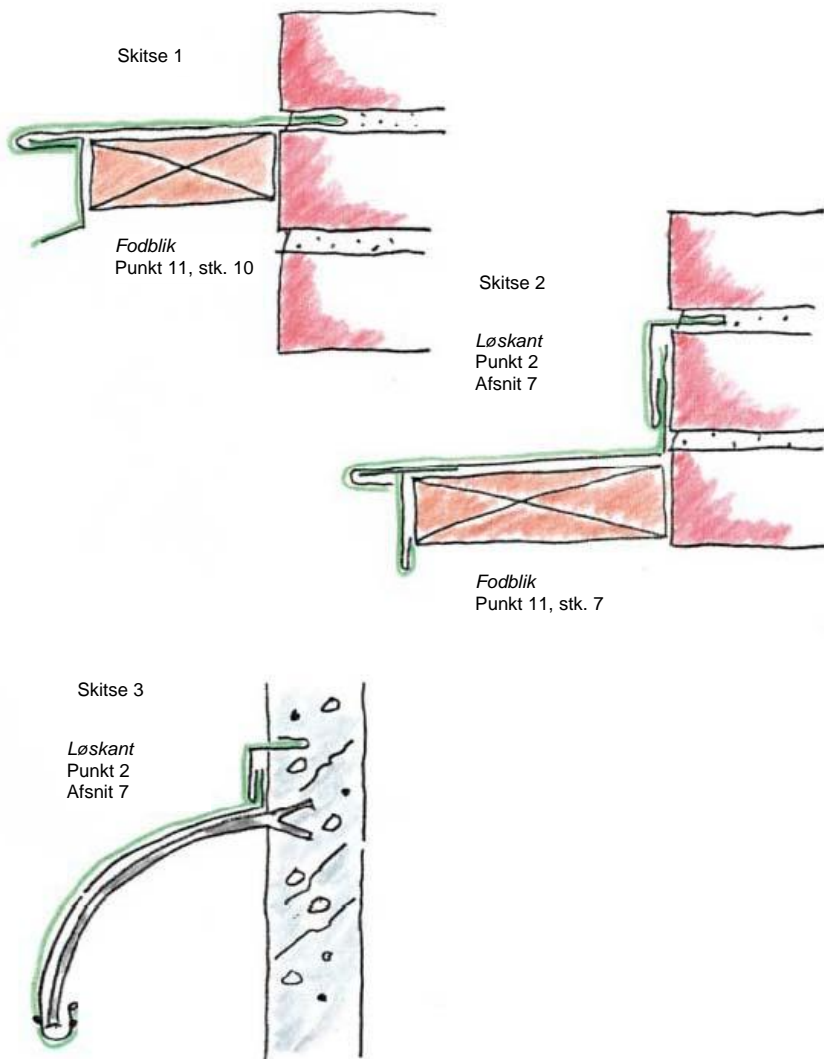 Skitse 1
Fodblik
Punkt 11, stk. 10
Skitse 2
Løskant
Punkt 2
Afsnit 7
Fodblik
Punkt 11, stk. 7
Skitse 3
Løskant
Punkt 2
Afsnit 7